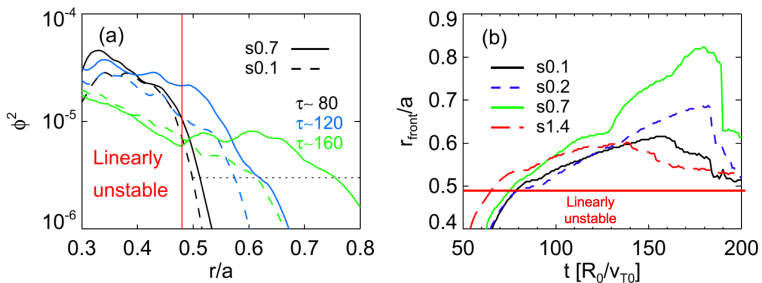 (a)
s0.7
s0.1
τ~ 80
τ~120
τ~160
Linearly
unstable
10⁻⁴
10⁻⁵
10⁻⁶
ϕ²
0.3 0.4 0.5 0.6 0.7 0.8
r/a
(b)
s0.1
s0.2
s0.7
s1.4
Linearly
unstable
0.9
0.8
0.7
0.6
0.5
0.4
r_front/a
50 100 150 200
t [R₀/v_T0]